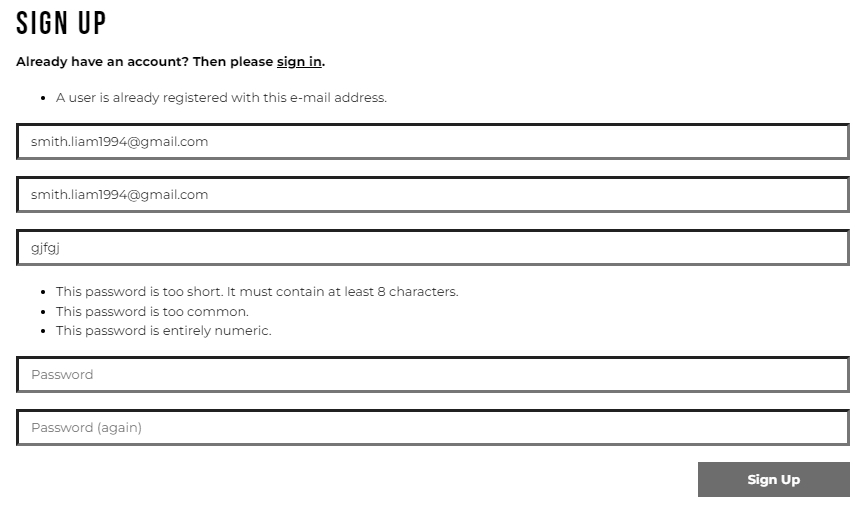 SIGN UP
Already have an account? Then please sign in.
A user is already registered with this e-mail address.
smith.liam1994@gmail.com
smith.liam1994@gmail.com
gjfgj
This password is too short. It must contain at least 8 characters.
This password is too common.
This password is entirely numeric.
Password
Password (again)
Sign Up